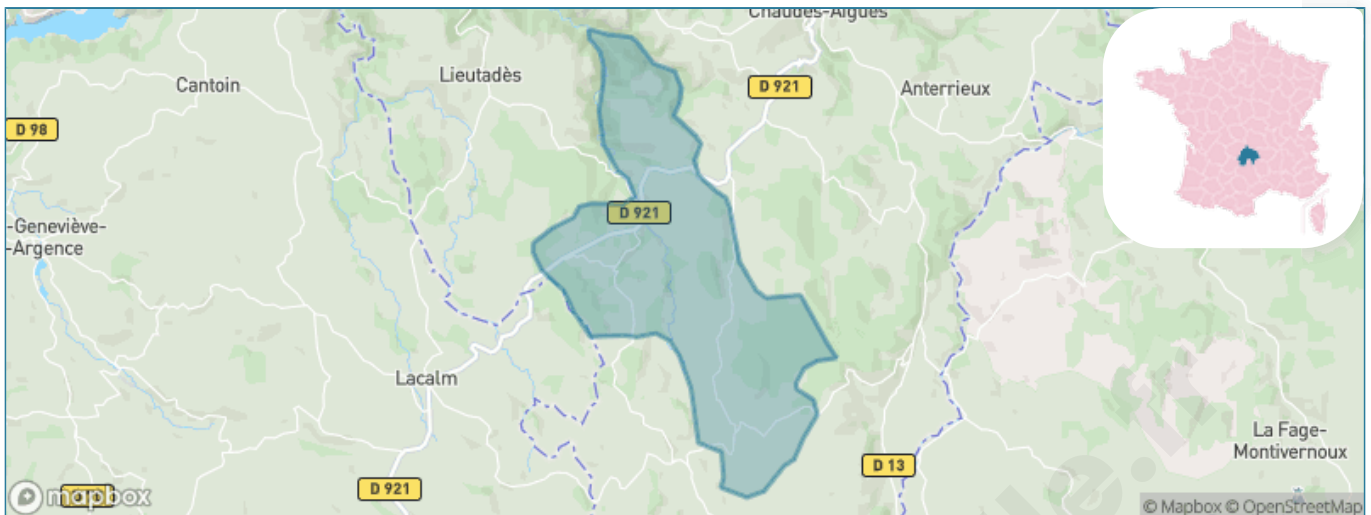 Chaudes-Aigues
Cantoin
Lieutadès
D 921
Anterrieux
D 98
D 921
-Geneviève-
-Argence
Lacalm
La Fage-
Montivernoux
D 13
D 921
mapbox
© Mapbox © OpenStreetMap